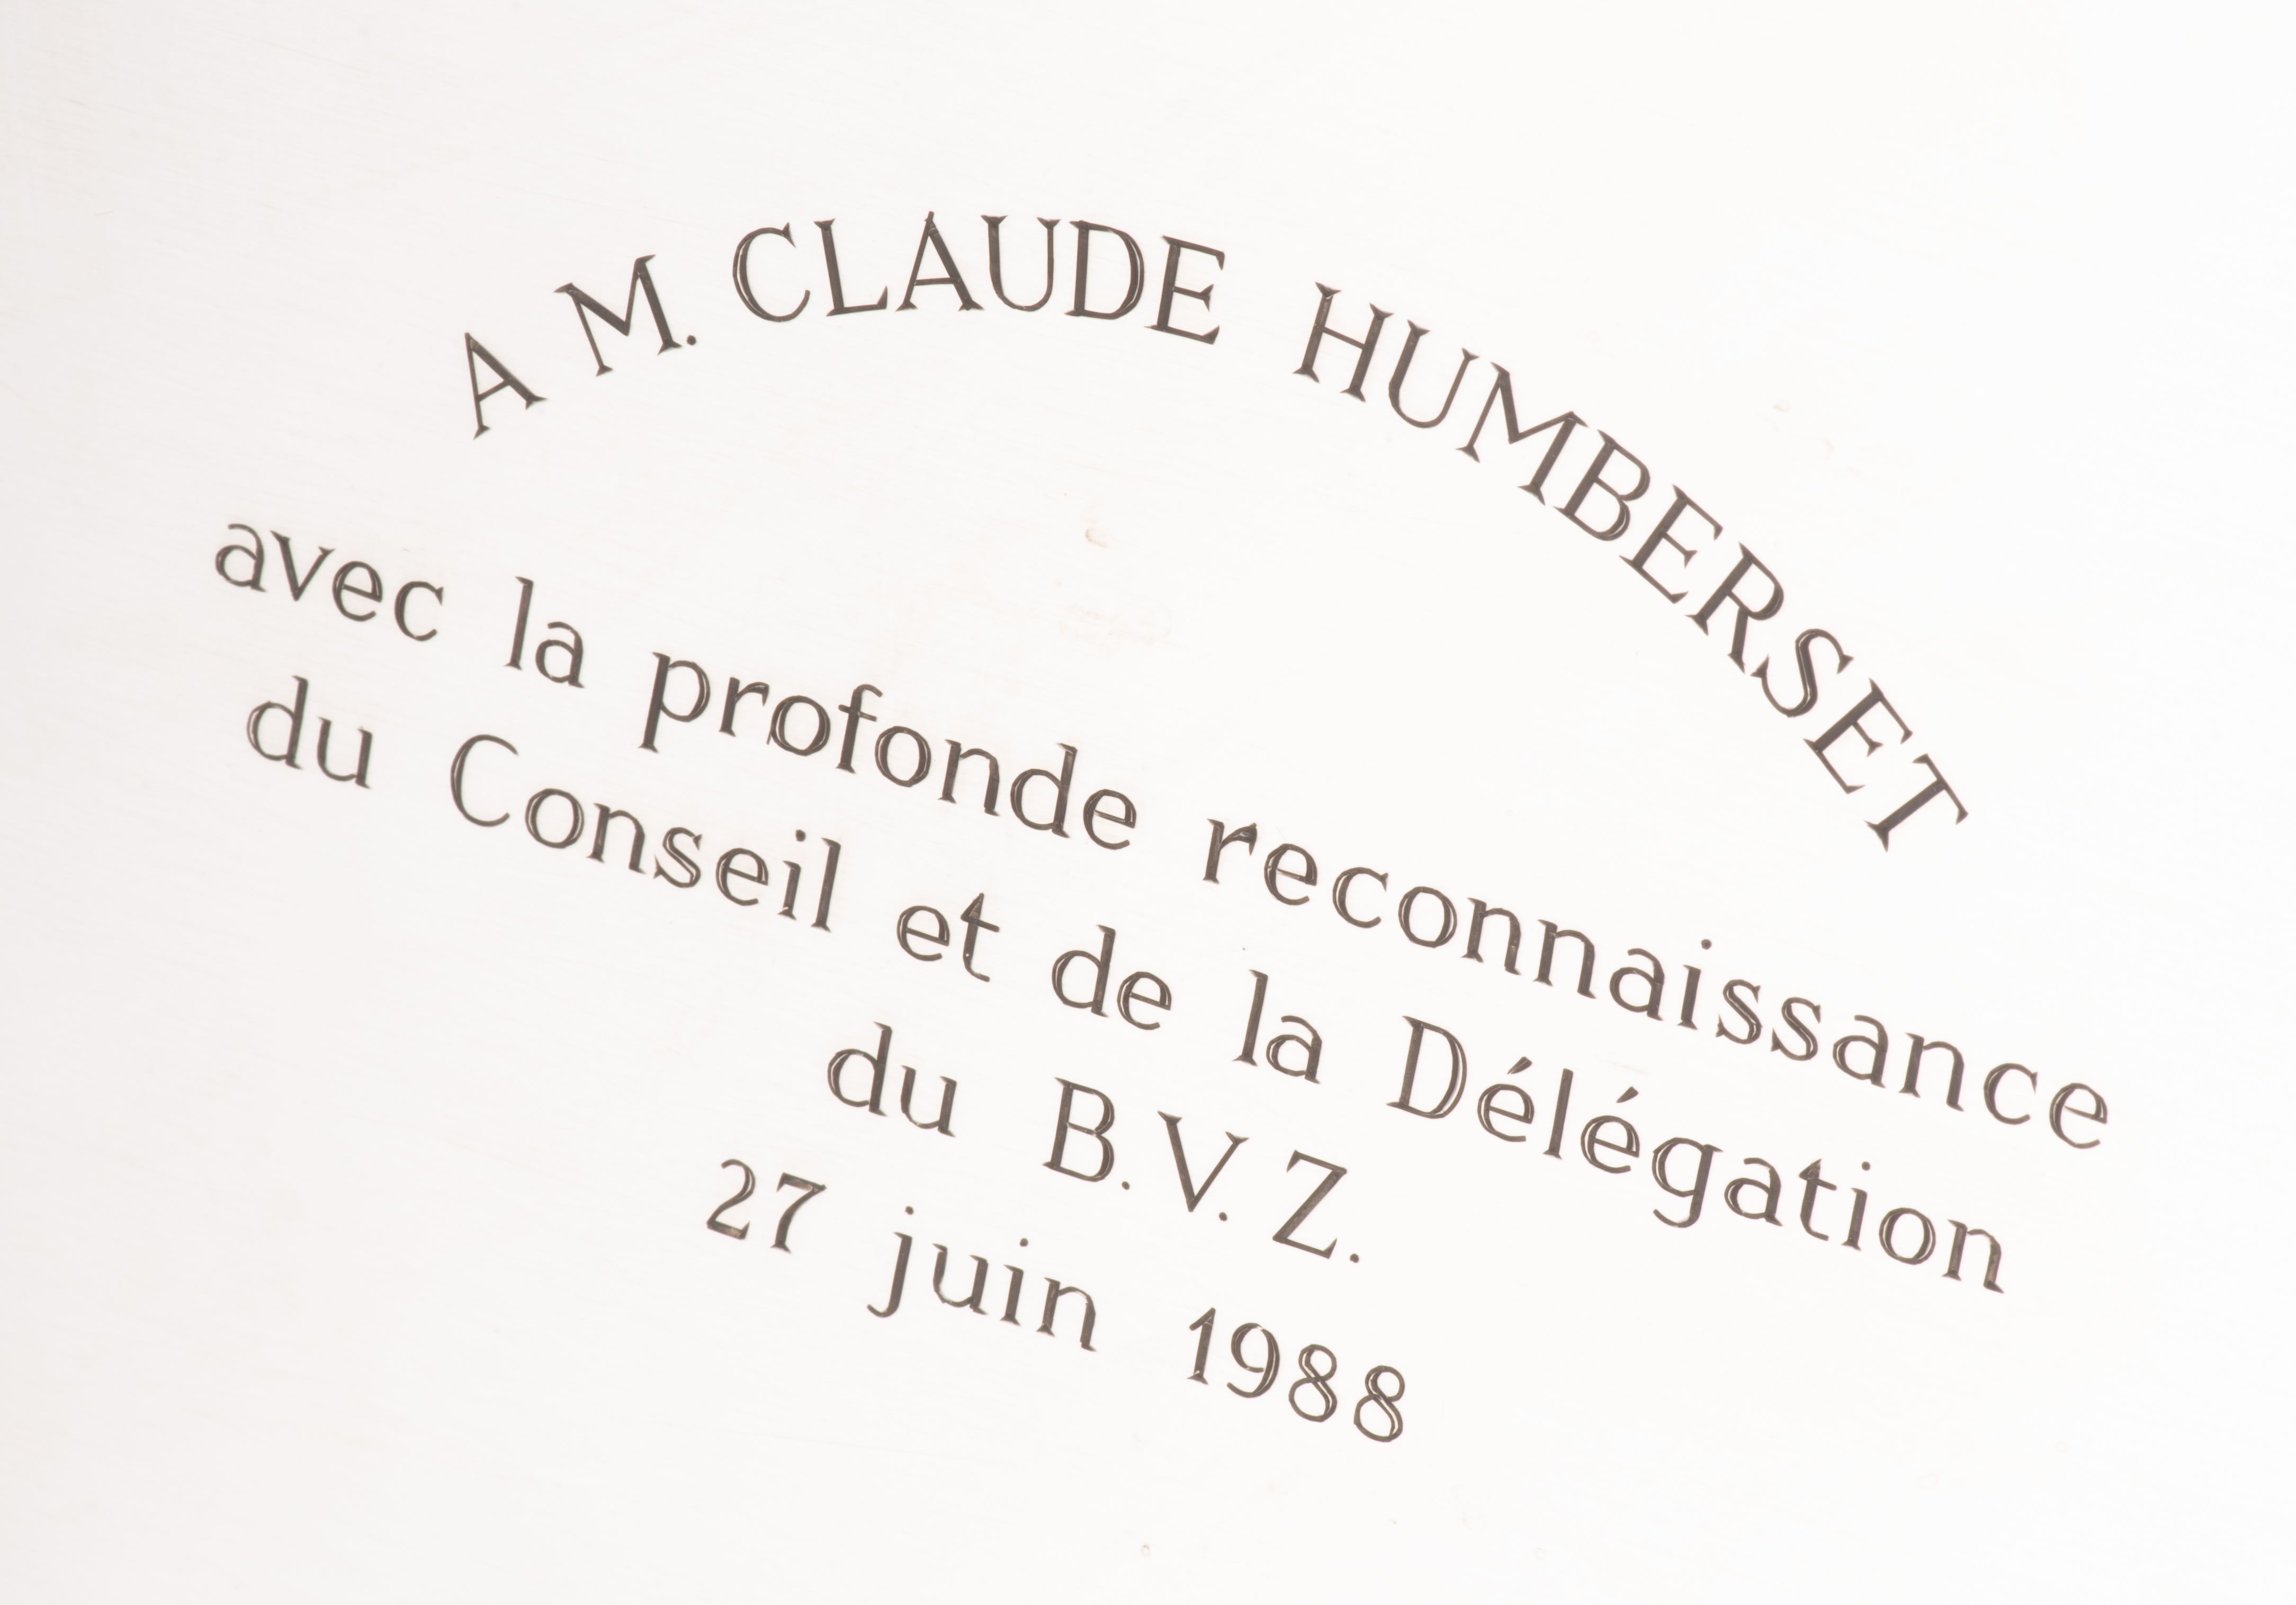 A M. CLAUDE HUMBERSET
avec la profonde reconnaissance
du Conseil et de la Délégation
du B.V.Z.
27 juin 1988